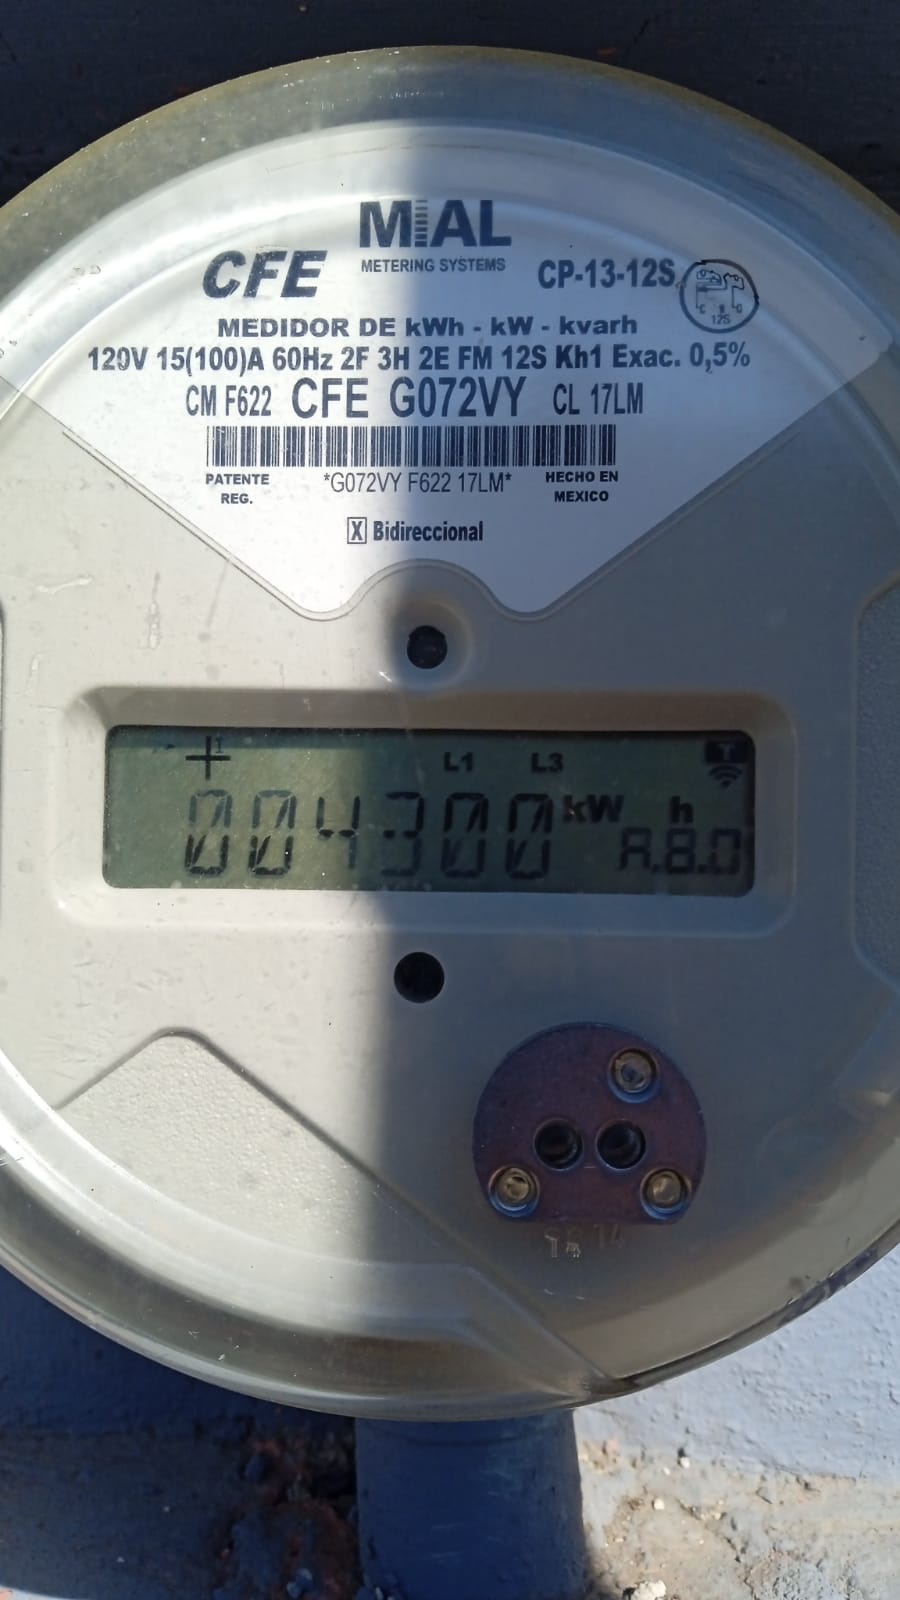 MIAL
METERING SYSTEMS
CFE
CP-13-12S
12S
MEDIDOR DE kWh - kW - kvarh
120V 15(100)A 60Hz 2F 3H 2E FM 12S Kh1 Exac. 0,5%
CM F622 CFE G072VY CL 17LM
PATENTE REG.
*G072VY F622 17LM*
HECHO EN MEXICO
X Bidireccional
L1 L3 T
004300 kW h
A.8.0
14